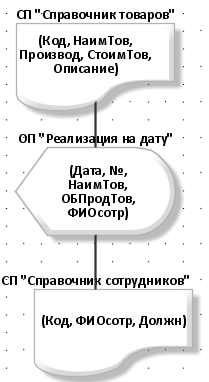 СП "Справочник товаров"
(Код, НаимТов,
Производ, СтоимТов,
Описание)
ОП "Реализация на дату"
(Дата, №,
НаимТов,
ОБПродТов,
ФИОсотр)
СП "Справочник сотрудников"
(Код, ФИОсотр, Должн)